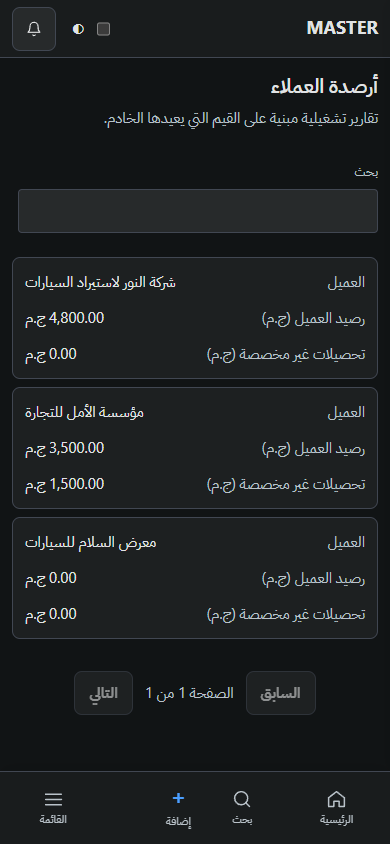 MASTER
أرصدة العملاء
تقارير تشغيلية مبنية على القيم التي يعيدها الخادم.
بحث
العميل شركة النور لاستيراد السيارات
رصيد العميل (ج.م) 4,800.00 ج.م
تحصيلات غير مخصصة (ج.م) 0.00 ج.م
العميل مؤسسة الأمل للتجارة
رصيد العميل (ج.م) 3,500.00 ج.م
تحصيلات غير مخصصة (ج.م) 1,500.00 ج.م
العميل معرض السلام للسيارات
رصيد العميل (ج.م) 0.00 ج.م
تحصيلات غير مخصصة (ج.م) 0.00 ج.م
السابق الصفحة 1 من 1 التالي
الرئيسية بحث إضافة القائمة